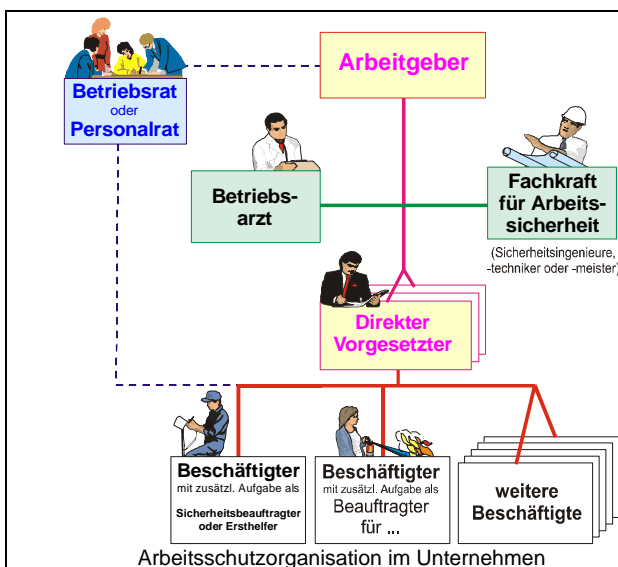 Betriebsrat
oder
Personalrat
Arbeitgeber
Betriebs-
arzt
Fachkraft
für Arbeits-
sicherheit
(Sicherheitsingenieure,
-techniker oder -meister)
Direkter
Vorgesetzter
Beschäftigter
mit zusätzl. Aufgabe als
Sicherheitsbeauftragter
oder Ersthelfer
Beschäftigter
mit zusätzl. Aufgabe als
Beauftragter
für ...
weitere
Beschäftigte
Arbeitsschutzorganisation im Unternehmen